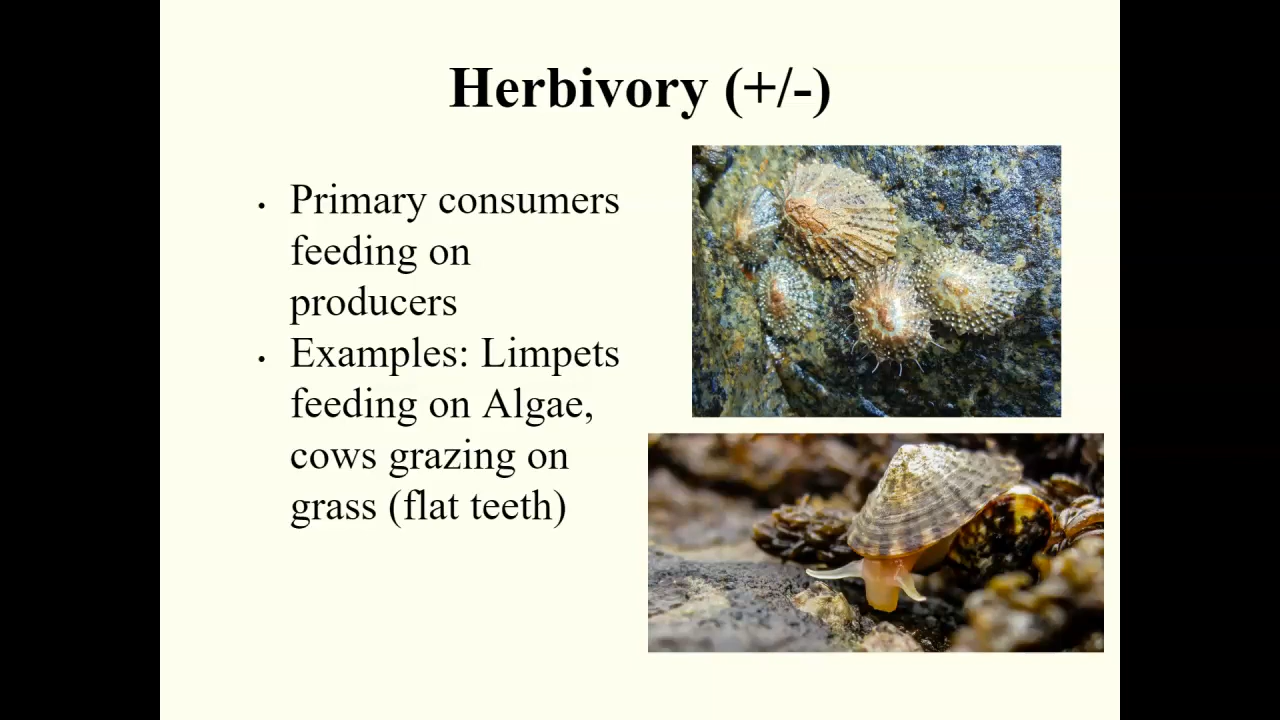 Herbivory (+/-)
• Primary consumers
feeding on
producers
• Examples: Limpets
feeding on Algae,
cows grazing on
grass (flat teeth)